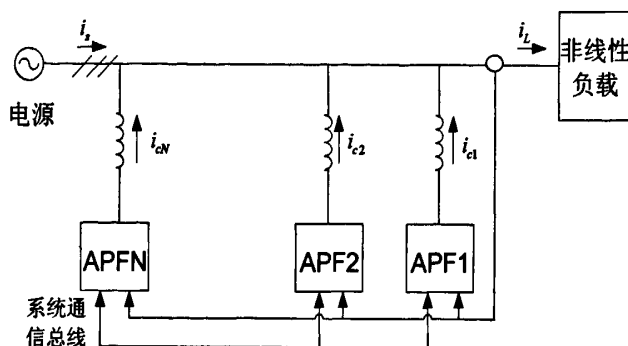 i_s
i_L
非线性
负载
电源
i_cN
i_c2
i_c1
APFN
APF2
APF1
系统通
信总线